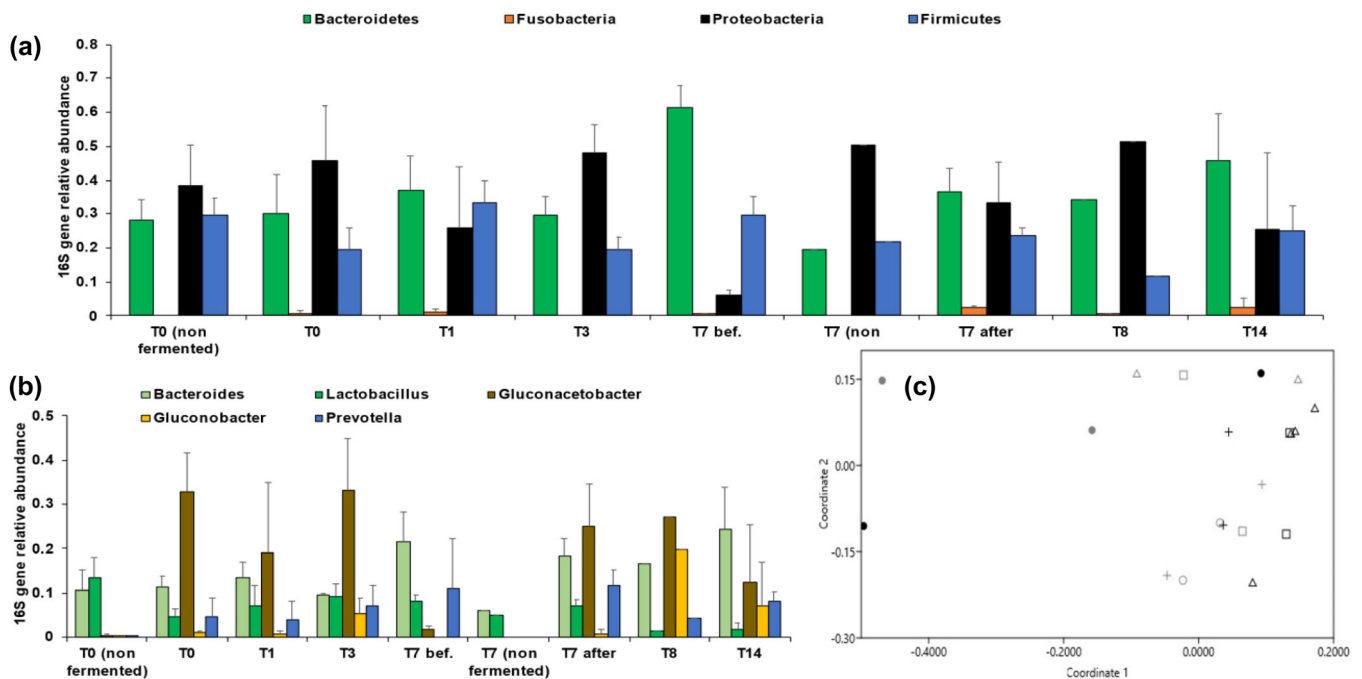 Bacteroidetes Fusobacteria Proteobacteria Firmicutes
(a)
16S gene relative abundance
0.8
0.7
0.6
0.5
0.4
0.3
0.2
0.1
0
T0 (non fermented) T0 T1 T3 T7 bef. T7 (non T7 after T8 T14
(b)
Bacteroides Lactobacillus Gluconacetobacter
Gluconobacter Prevotella
16S gene relative abundance
0.5
0.4
0.3
0.2
0.1
0
T0 (non fermented) T0 T1 T3 T7 bef. T7 (non fermented) T7 after T8 T14
(c)
Coordinate 2
0.15
0.00
-0.15
-0.30
-0.4000 -0.2000 0.0000 0.2000
Coordinate 1